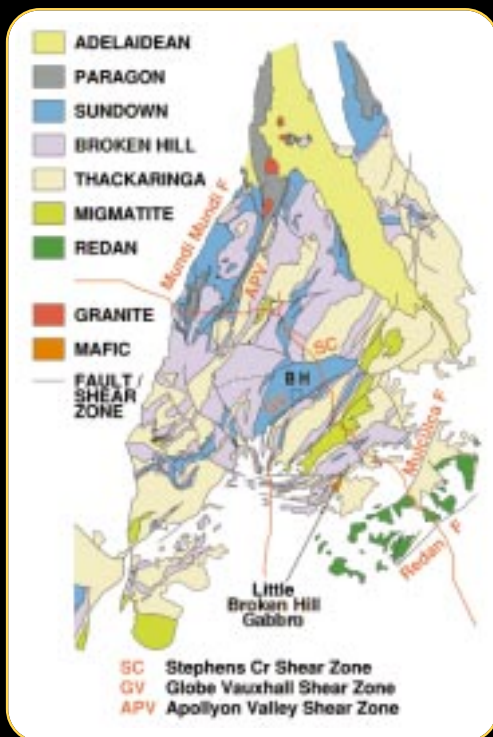 ADELAIDEAN
PARAGON
SUNDOWN
BROKEN HILL
THACKARINGA
MIGMATITE
REDAN
GRANITE
MAFIC
FAULT /
SHEAR
ZONE
Mundi Mundi F
APV
SC
B H
GV
Mulculca F
Redan F
Little
Broken Hill
Gabbro
SC Stephens Cr Shear Zone
GV Globe Vauxhall Shear Zone
APV Apollyon Valley Shear Zone